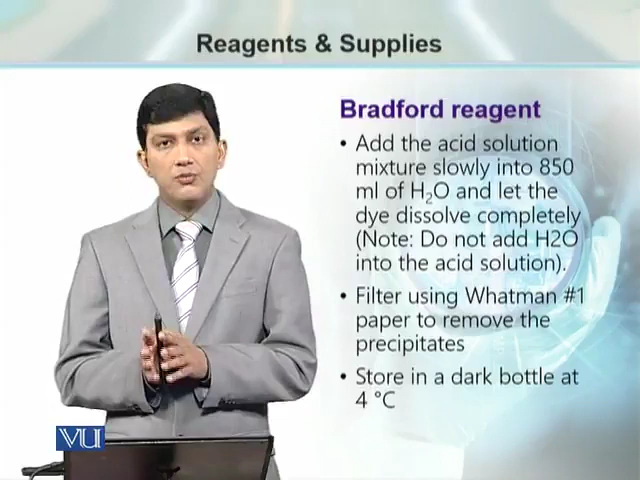 Reagents & Supplies
Bradford reagent
• Add the acid solution
mixture slowly into 850
ml of H₂O and let the
dye dissolve completely
(Note: Do not add H2O
into the acid solution).
• Filter using Whatman #1
paper to remove the
precipitates
• Store in a dark bottle at
4 °C
VU